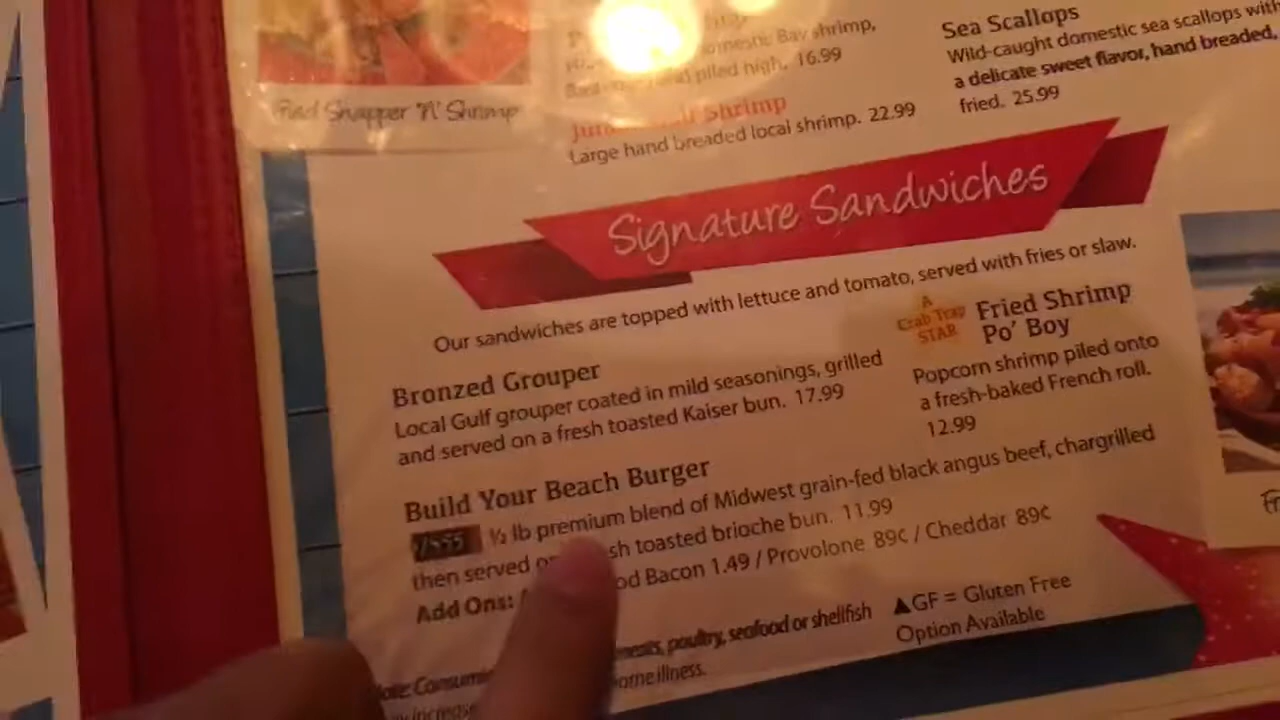 Bay shrimp,
piled high. 16.99
Shrimp
Large hand breaded local shrimp. 22.99
Sea Scallops
Wild-caught domestic sea scallops with
a delicate sweet flavor, hand breaded,
fried. 25.99
Snapper 'N' Shrimp
Signature Sandwiches
Our sandwiches are topped with lettuce and tomato, served with fries or slaw.
Bronzed Grouper
Local Gulf grouper coated in mild seasonings, grilled
and served on a fresh toasted Kaiser bun. 17.99
A
Crab Trap
STAR
Fried Shrimp
Po' Boy
Popcorn shrimp piled onto
a fresh-baked French roll.
12.99
Build Your Beach Burger
½ lb premium blend of Midwest grain-fed black angus beef, chargrilled
then served toasted brioche bun. 11.99
Add Ons: Bacon 1.49 / Provolone 89¢ / Cheddar 89¢
meats, poultry, seafood or shellfish
illness.
▲GF = Gluten Free
Option Available